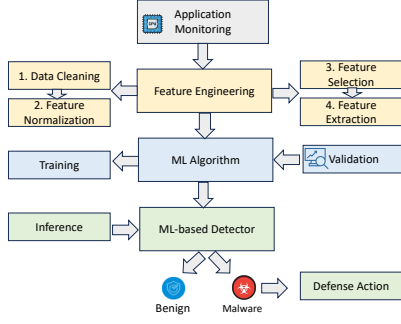 Application
Monitoring
1. Data Cleaning
2. Feature
Normalization
Feature Engineering
3. Feature
Selection
4. Feature
Extraction
Training
ML Algorithm
Validation
Inference
ML-based Detector
Benign
Malware
Defense Action